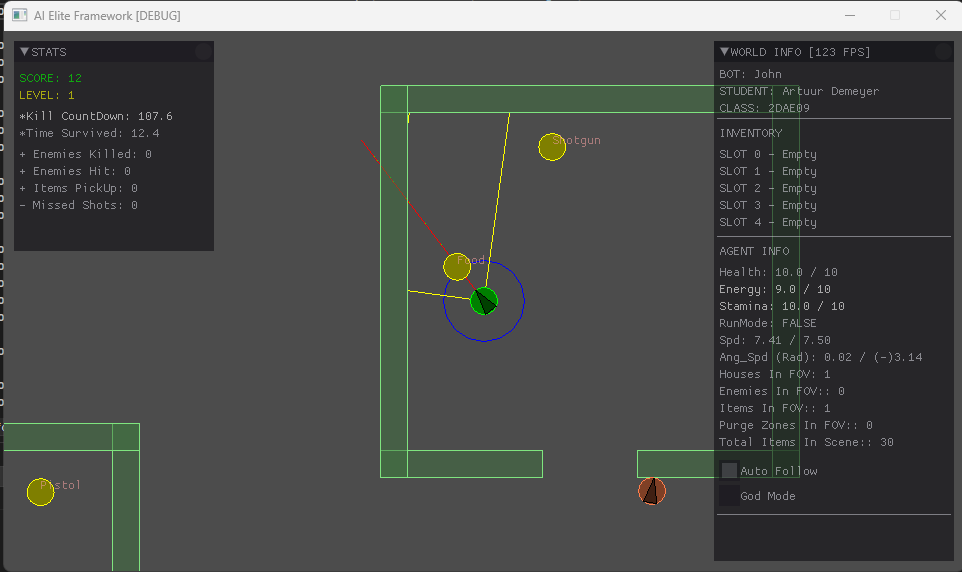 AI Elite Framework [DEBUG]
STATS
SCORE: 12
LEVEL: 1
*Kill CountDown: 107.6
*Time Survived: 12.4
+ Enemies Killed: 0
+ Enemies Hit: 0
+ Items PickUp: 0
- Missed Shots: 0
Shotgun
Food
Pistol
WORLD INFO [123 FPS]
BOT: John
STUDENT: Artuur Demeyer
CLASS: 2DAE09
INVENTORY
SLOT 0 - Empty
SLOT 1 - Empty
SLOT 2 - Empty
SLOT 3 - Empty
SLOT 4 - Empty
AGENT INFO
Health: 10.0 / 10
Energy: 9.0 / 10
Stamina: 10.0 / 10
RunMode: FALSE
Spd: 7.41 / 7.50
Ang_Spd (Rad): 0.02 / (-)3.14
Houses In FOV: 1
Enemies In FOV:: 0
Items In FOV:: 1
Purge Zones In FOV:: 0
Total Items In Scene:: 30
Auto Follow
God Mode